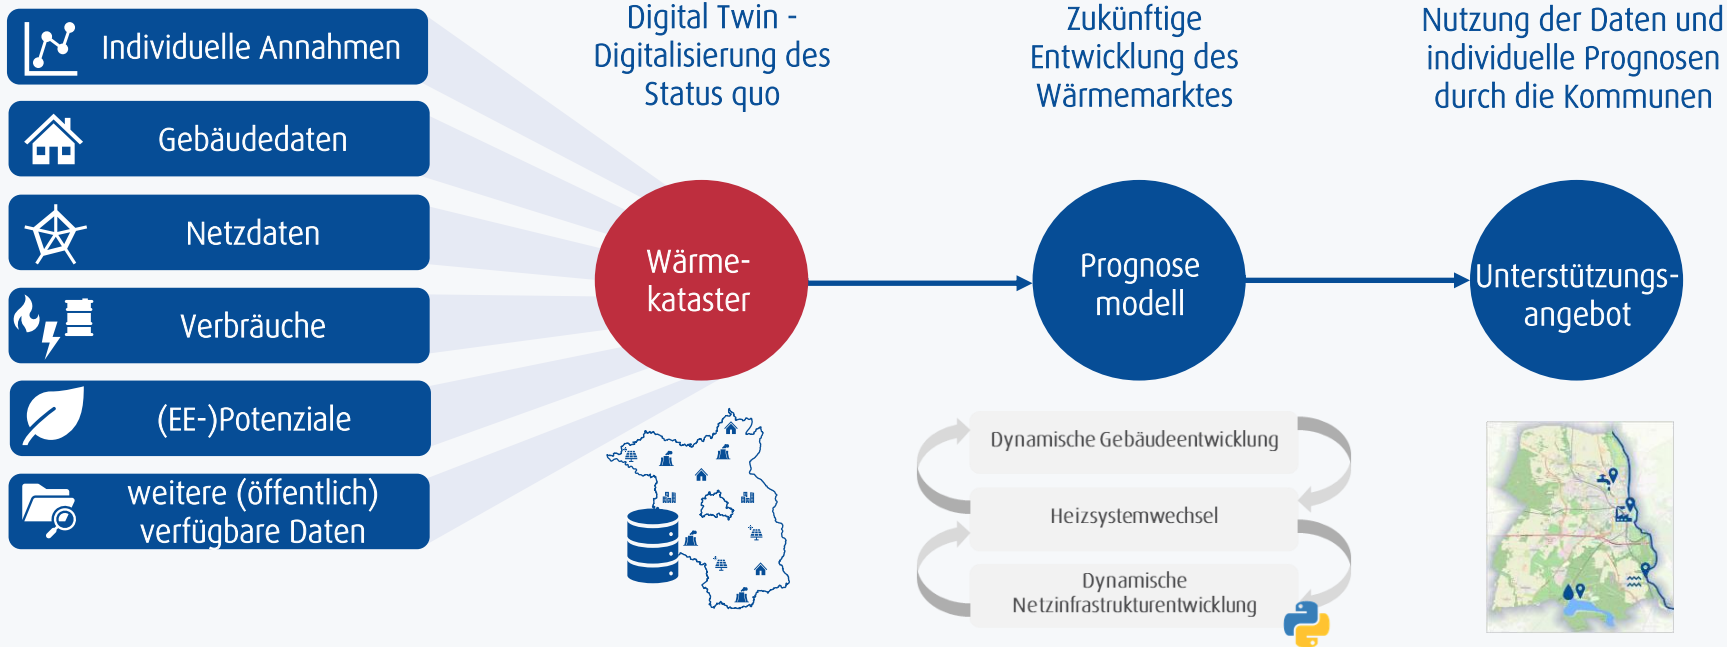 Individuelle Annahmen
Gebäudedaten
Netzdaten
Verbräuche
(EE-)Potenziale
weitere (öffentlich)
verfügbare Daten
Digital Twin -
Digitalisierung des
Status quo
Wärme-
kataster
Zukünftige
Entwicklung des
Wärmemarktes
Prognose
modell
Dynamische Gebäudeentwicklung
Heizsystemwechsel
Dynamische
Netzinfrastrukturentwicklung
Nutzung der Daten und
individuelle Prognosen
durch die Kommunen
Unterstützungs-
angebot